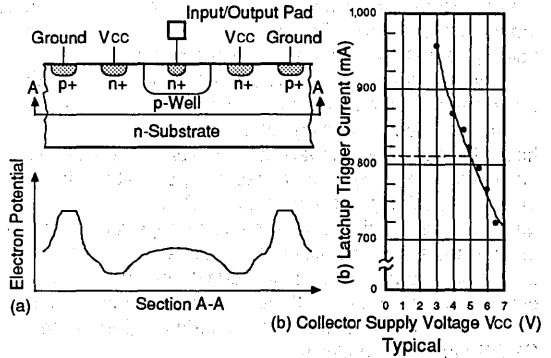 Input/Output Pad
Ground Vcc Vcc Ground
A p+ n+ n+ n+ p+ A
p-Well
n-Substrate
Electron Potential
(a) Section A-A
(b) Latchup Trigger Current (mA)
1,000
900
800
700
0
0 1 2 3 4 5 6 7
(b) Collector Supply Voltage Vcc (V)
Typical